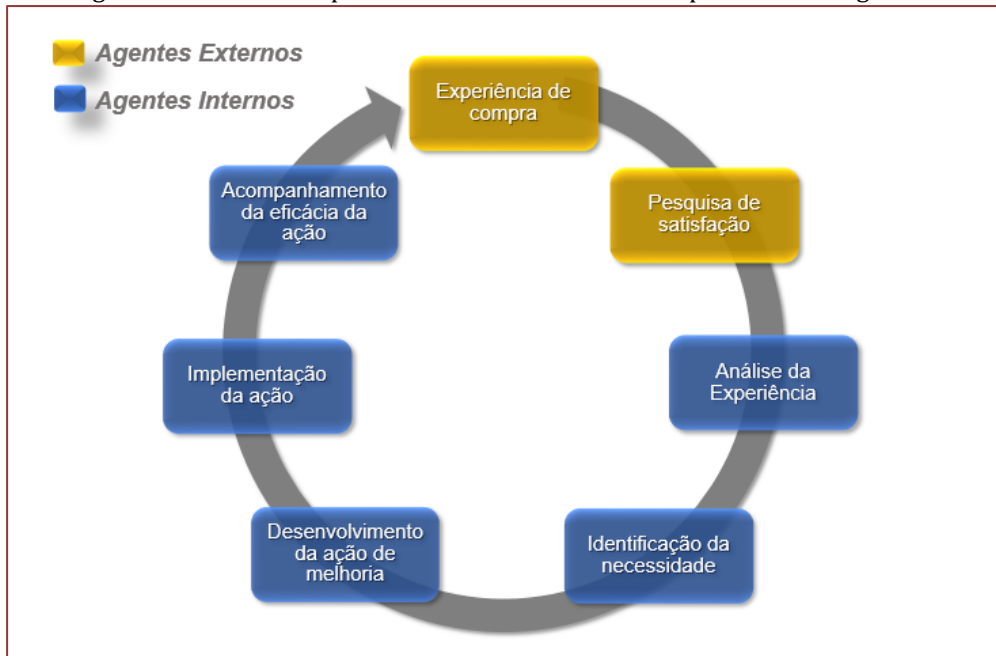 Agentes Externos
Agentes Internos
Experiência de
compra
Pesquisa de
satisfação
Análise da
Experiência
Identificação da
necessidade
Desenvolvimento
da ação de
melhoria
Implementação
da ação
Acompanhamento
da eficácia da
ação